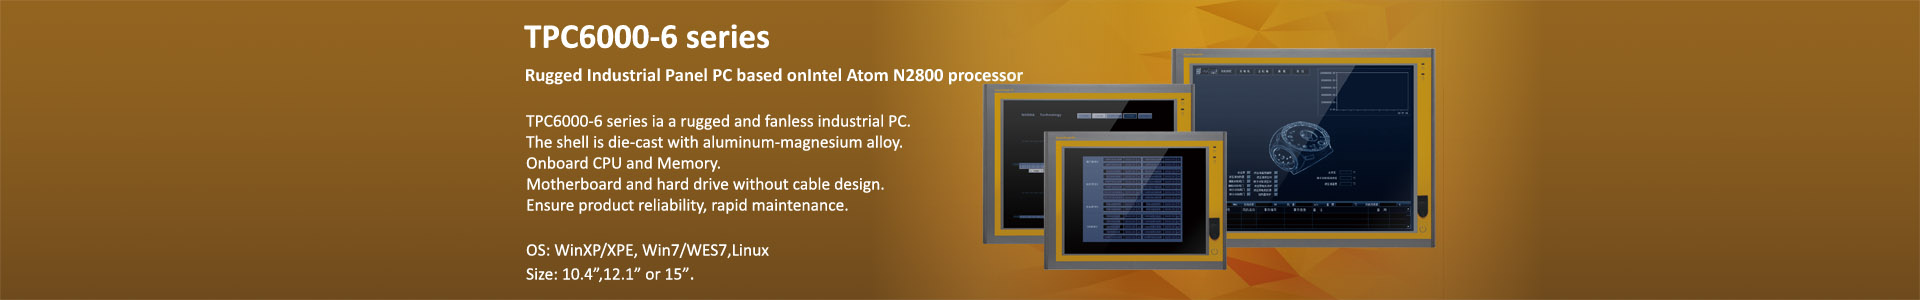 TPC6000-6 series
Rugged Industrial Panel PC based onIntel Atom N2800 processor
TPC6000-6 series ia a rugged and fanless industrial PC.
The shell is die-cast with aluminum-magnesium alloy.
Onboard CPU and Memory.
Motherboard and hard drive without cable design.
Ensure product reliability, rapid maintenance.
OS: WinXP/XPE, Win7/WES7,Linux
Size: 10.4”,12.1” or 15”.